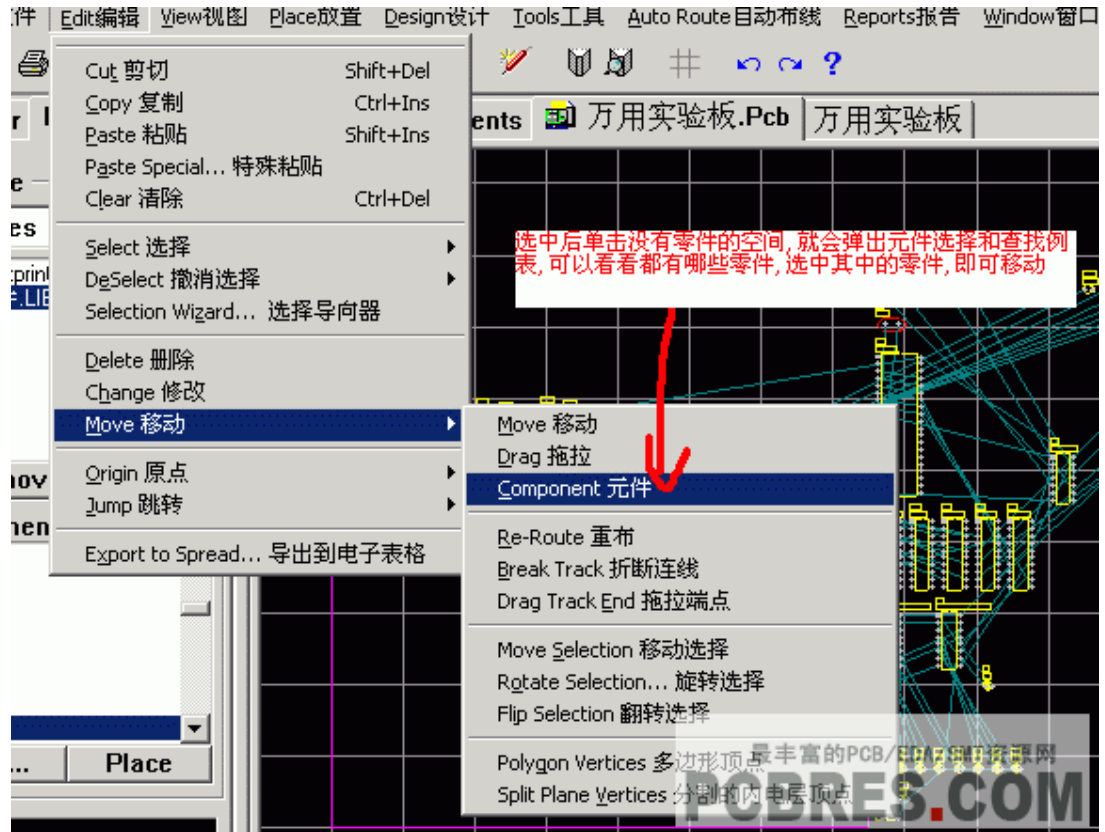 件 Edit编辑 View视图 Place放置 Design设计 Tools工具 Auto Route自动布线 Reports报告 Window窗口
ents 万用实验板.Pcb 万用实验板
Cut 剪切 Shift+Del
Copy 复制 Ctrl+Ins
Paste 粘贴 Shift+Ins
Paste Special... 特殊粘贴
Clear 清除 Ctrl+Del
Select 选择
DeSelect 撤消选择
Selection Wizard... 选择导向器
Delete 删除
Change 修改
Move 移动
Origin 原点
Jump 跳转
Export to Spread... 导出到电子表格
选中后单击没有零件的空间,就会弹出元件选择和查找例
表,可以看看都有哪些零件,选中其中的零件,即可移动
Move 移动
Drag 拖拉
Component 元件
Re-Route 重布
Break Track 折断连线
Drag Track End 拖拉端点
Move Selection 移动选择
Rotate Selection... 旋转选择
Flip Selection 翻转选择
Polygon Vertices 多边形顶点
Split Plane Vertices 分割的内电层顶点
... Place
最丰富的PCB/EDA/SMD资源网
PCBRES.COM